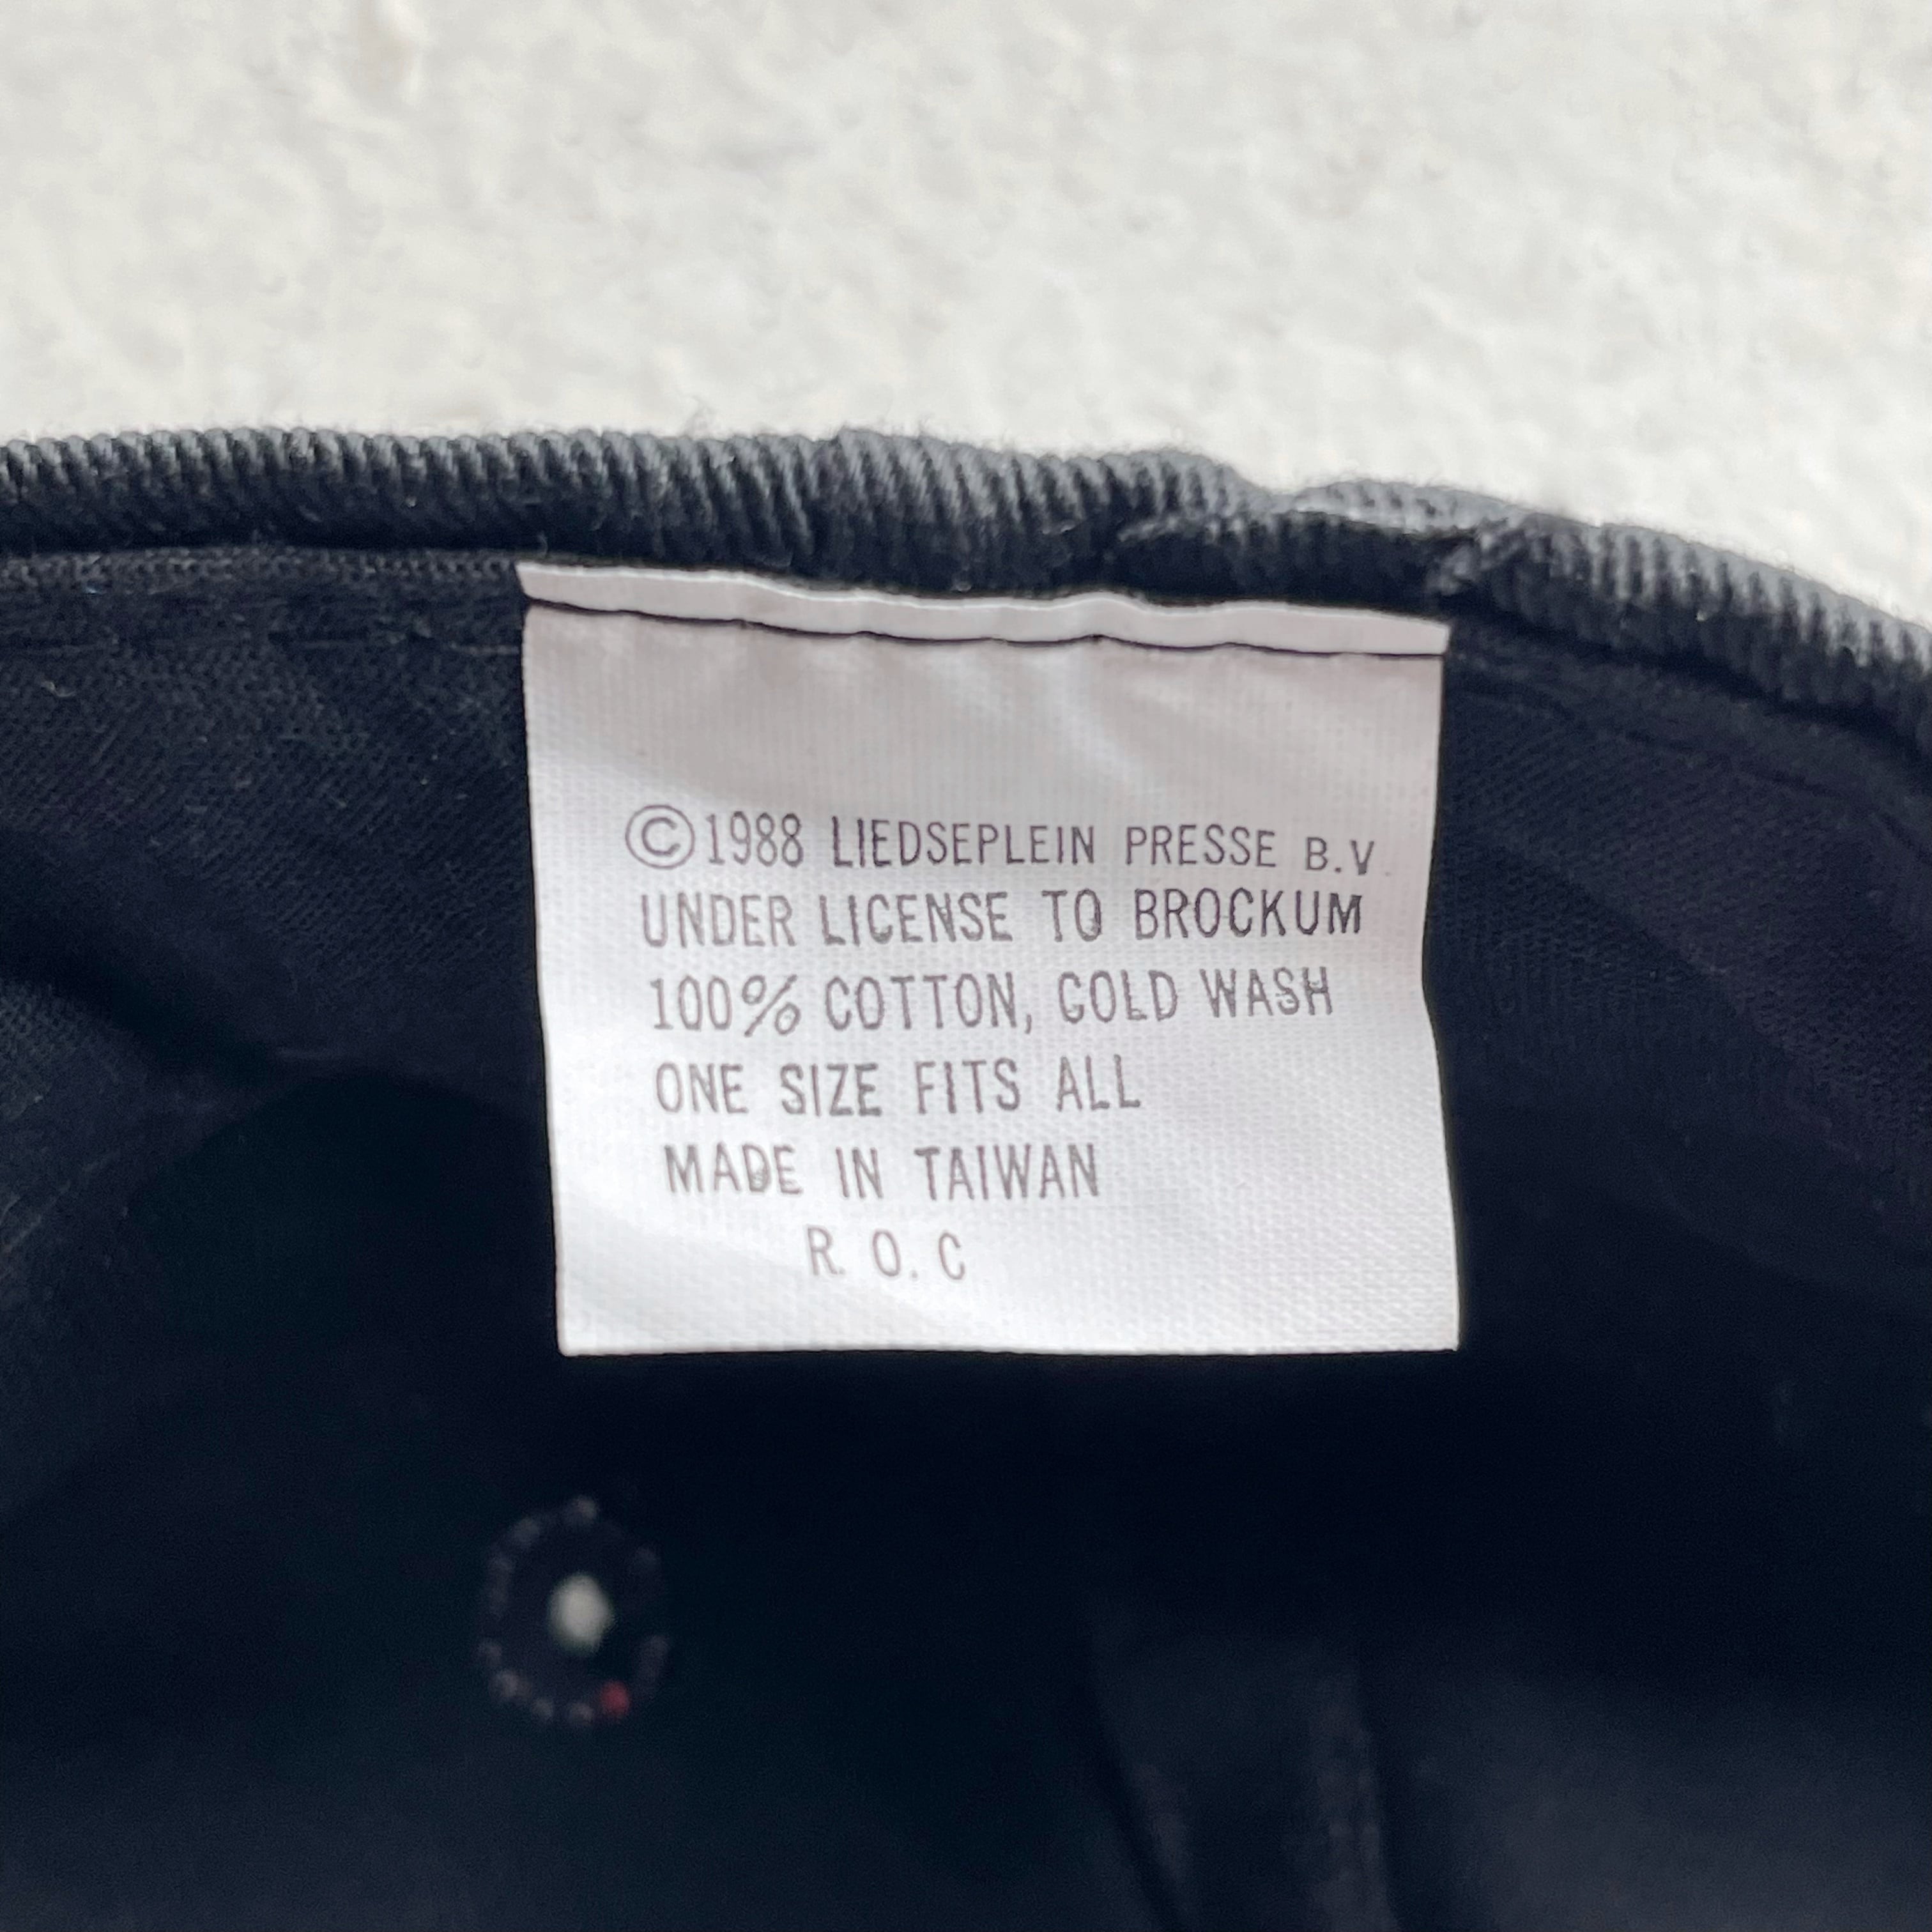 ©1988 LIEDSEPLEIN PRESSE B.V
UNDER LICENSE TO BROCKUM
100% COTTON, COLD WASH
ONE SIZE FITS ALL
MADE IN TAIWAN
R. O. C